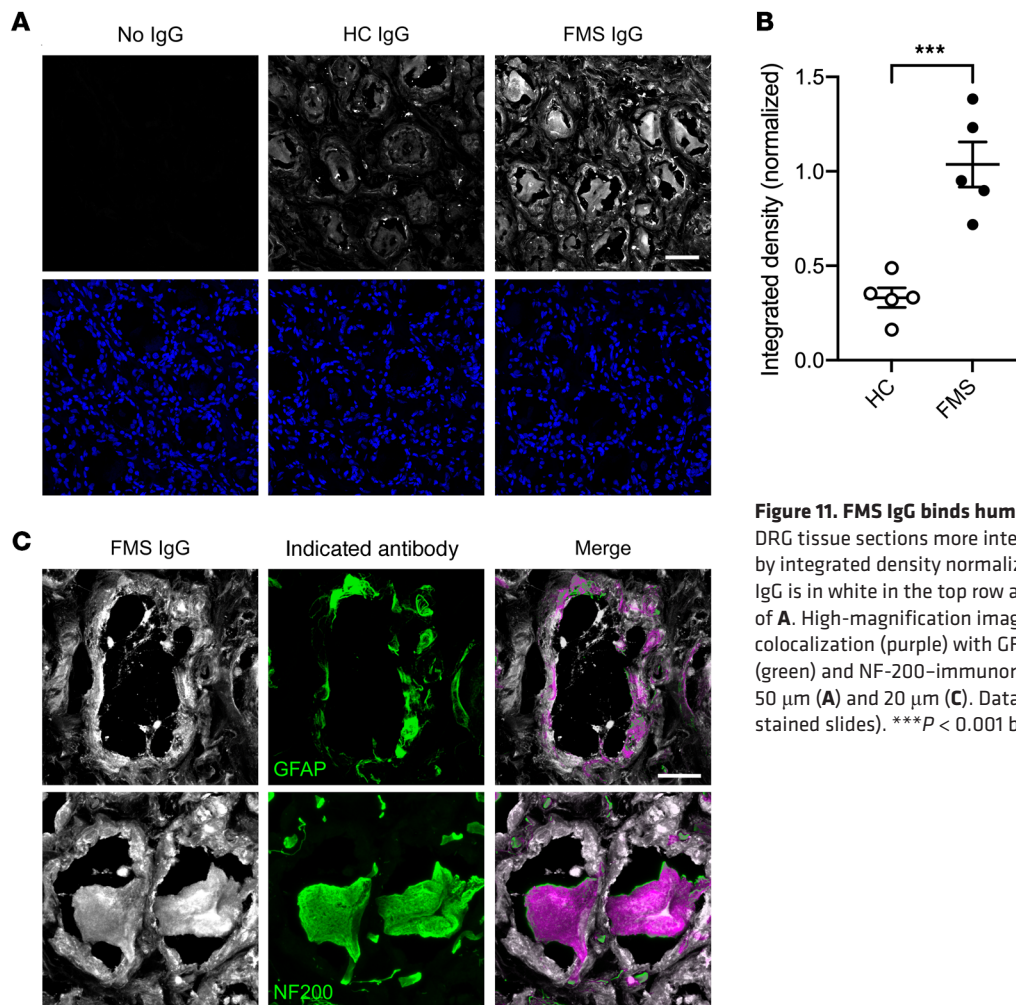 A
No IgG
HC IgG
FMS IgG
B
***
Integrated density (normalized)
1.5
1.0
0.5
0.0
HC
FMS
C
FMS IgG
Indicated antibody
Merge
GFAP
NF200
Figure 11. FMS IgG binds hum
DRG tissue sections more inte
by integrated density normaliz
IgG is in white in the top row a
of A. High-magnification imag
colocalization (purple) with GF
(green) and NF-200–immunor
50 μm (A) and 20 μm (C). Data
stained slides). ***P < 0.001 b